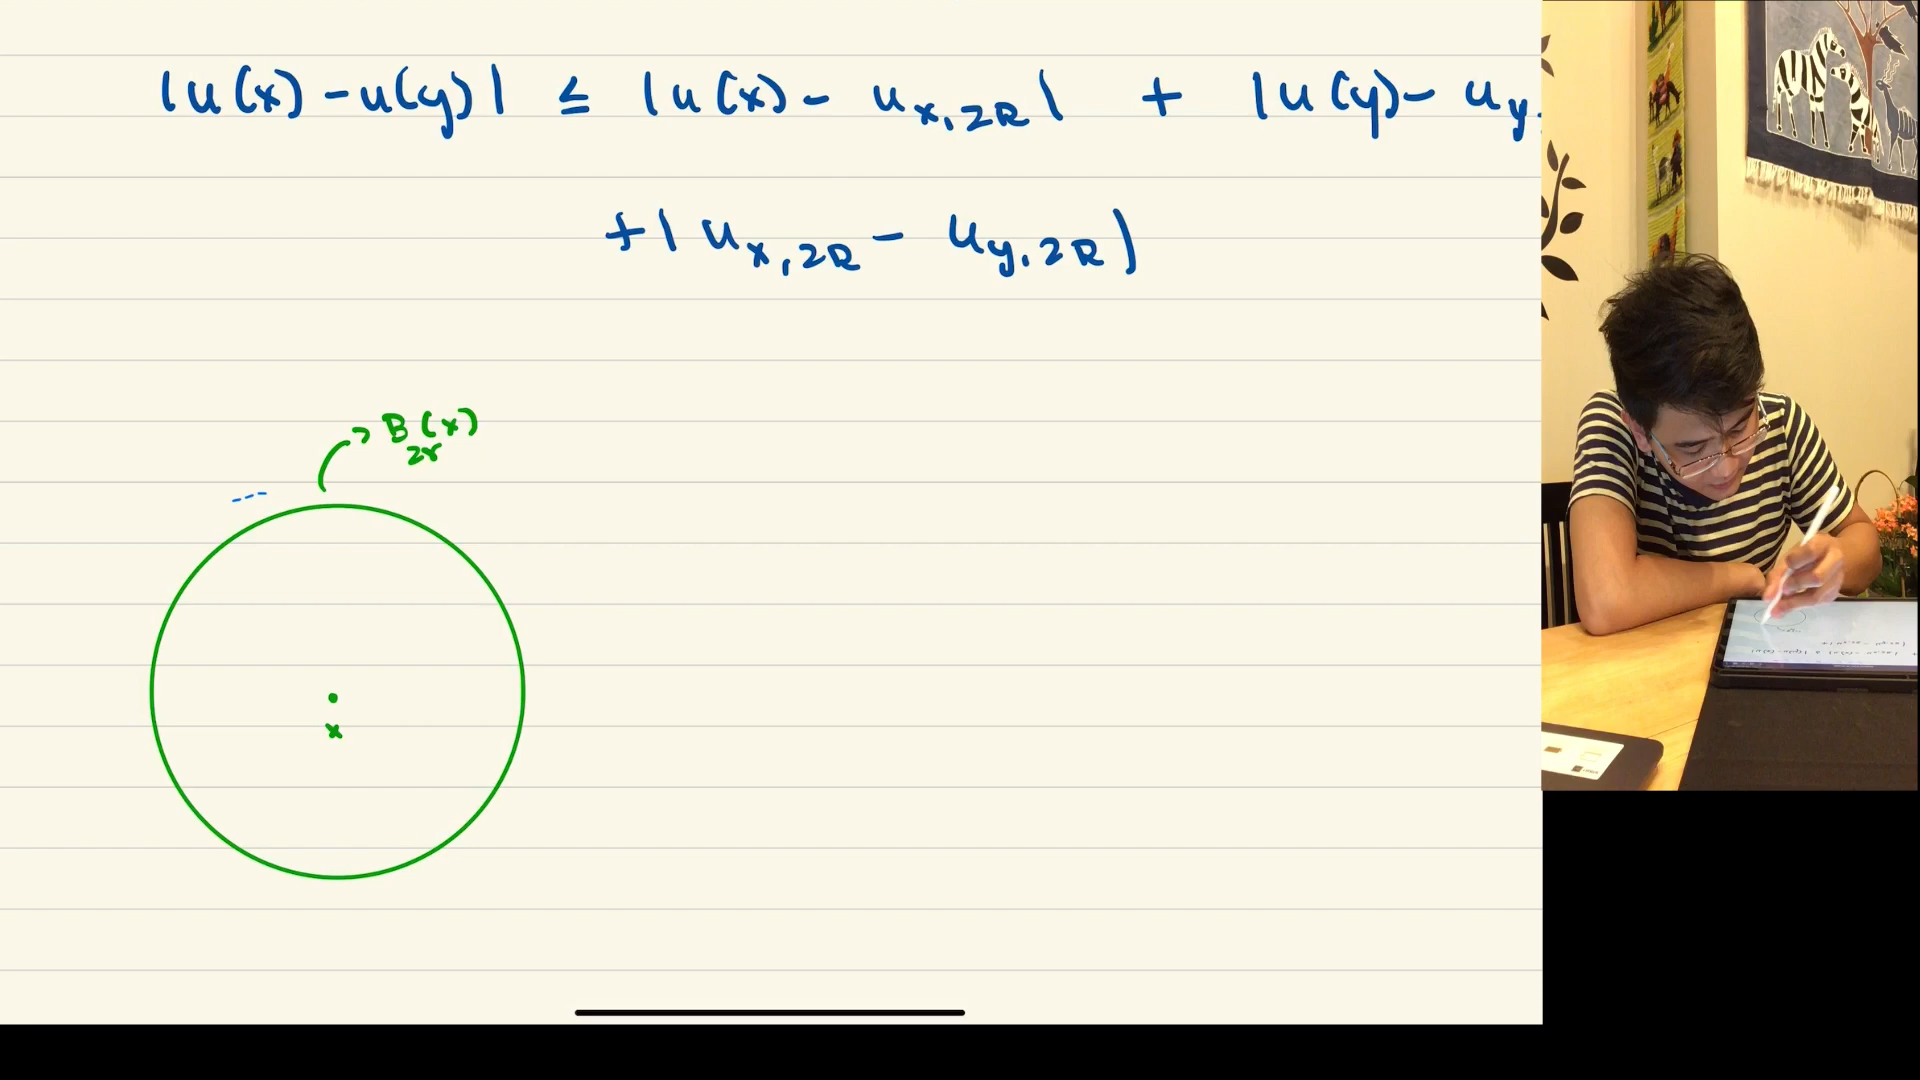 |u(x) - u(y)| ≤ |u(x) - u_{x,2R}| + |u(y) - u_{y,
+ |u_{x,2R} - u_{y,2R}|
B_{2r}(x)
x